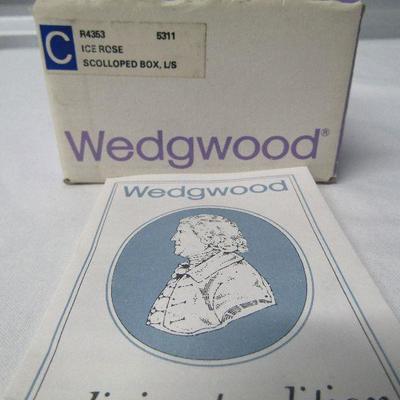 C
R4353 5311
ICE ROSE
SCOLLOPED BOX, L/S
Wedgwood®
Wedgwood